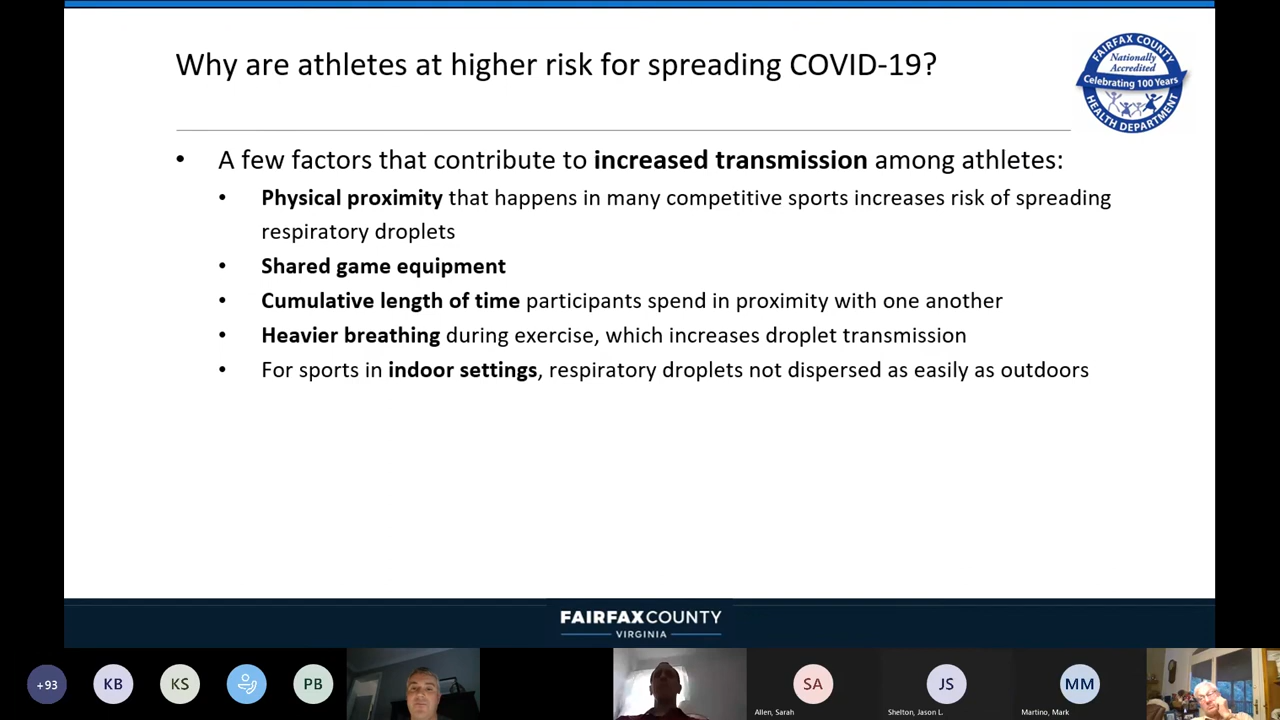 Why are athletes at higher risk for spreading COVID-19?
FAIRFAX COUNTY
Nationally
Accredited
Celebrating 100 Years
HEALTH DEPARTMENT
• A few factors that contribute to increased transmission among athletes:
• Physical proximity that happens in many competitive sports increases risk of spreading
respiratory droplets
• Shared game equipment
• Cumulative length of time participants spend in proximity with one another
• Heavier breathing during exercise, which increases droplet transmission
• For sports in indoor settings, respiratory droplets not dispersed as easily as outdoors
FAIRFAX COUNTY
VIRGINIA
+93 KB KS PB SA JS MM
Allen, Sarah Shelton, Jason L. Martino, Mark